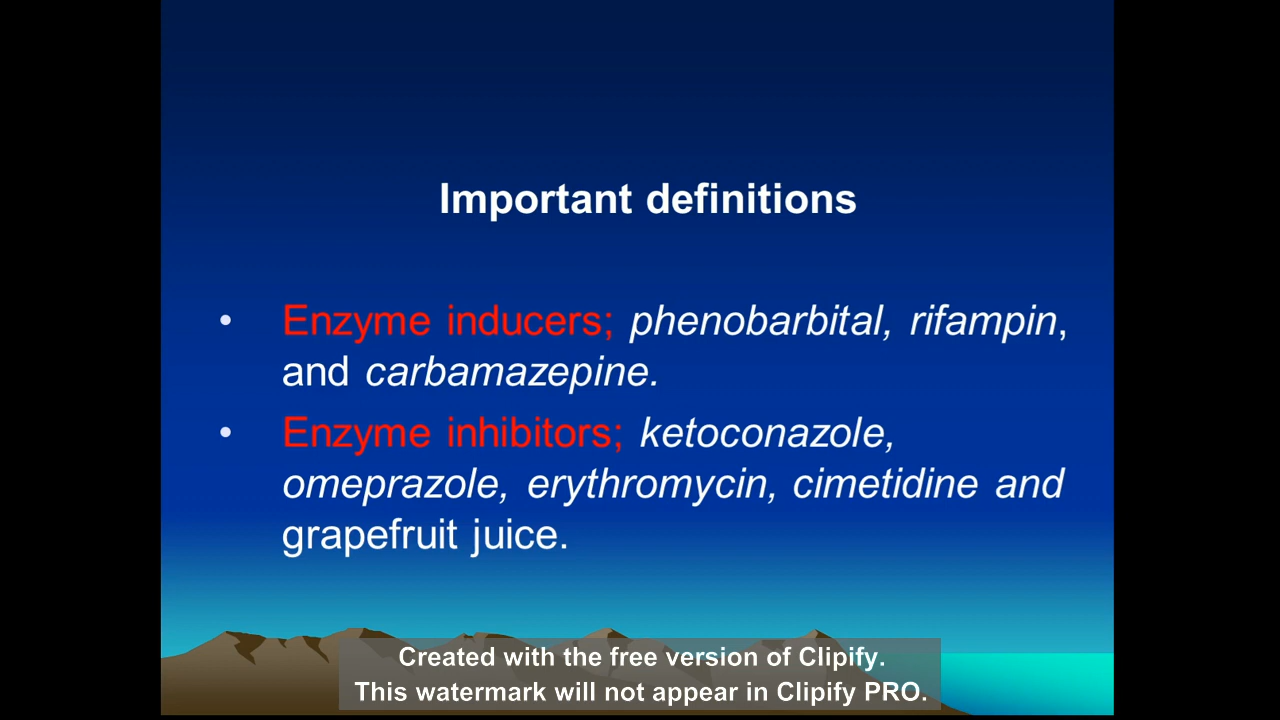 Important definitions
• Enzyme inducers; phenobarbital, rifampin,
and carbamazepine.
• Enzyme inhibitors; ketoconazole,
omeprazole, erythromycin, cimetidine and
grapefruit juice.
Created with the free version of Clipify.
This watermark will not appear in Clipify PRO.